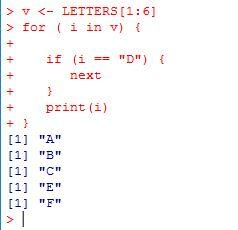 > v <- LETTERS[1:6]
> for ( i in v) {
+
+    if (i == "D") {
+       next
+    }
+    print(i)
+ }
[1] "A"
[1] "B"
[1] "C"
[1] "E"
[1] "F"
>